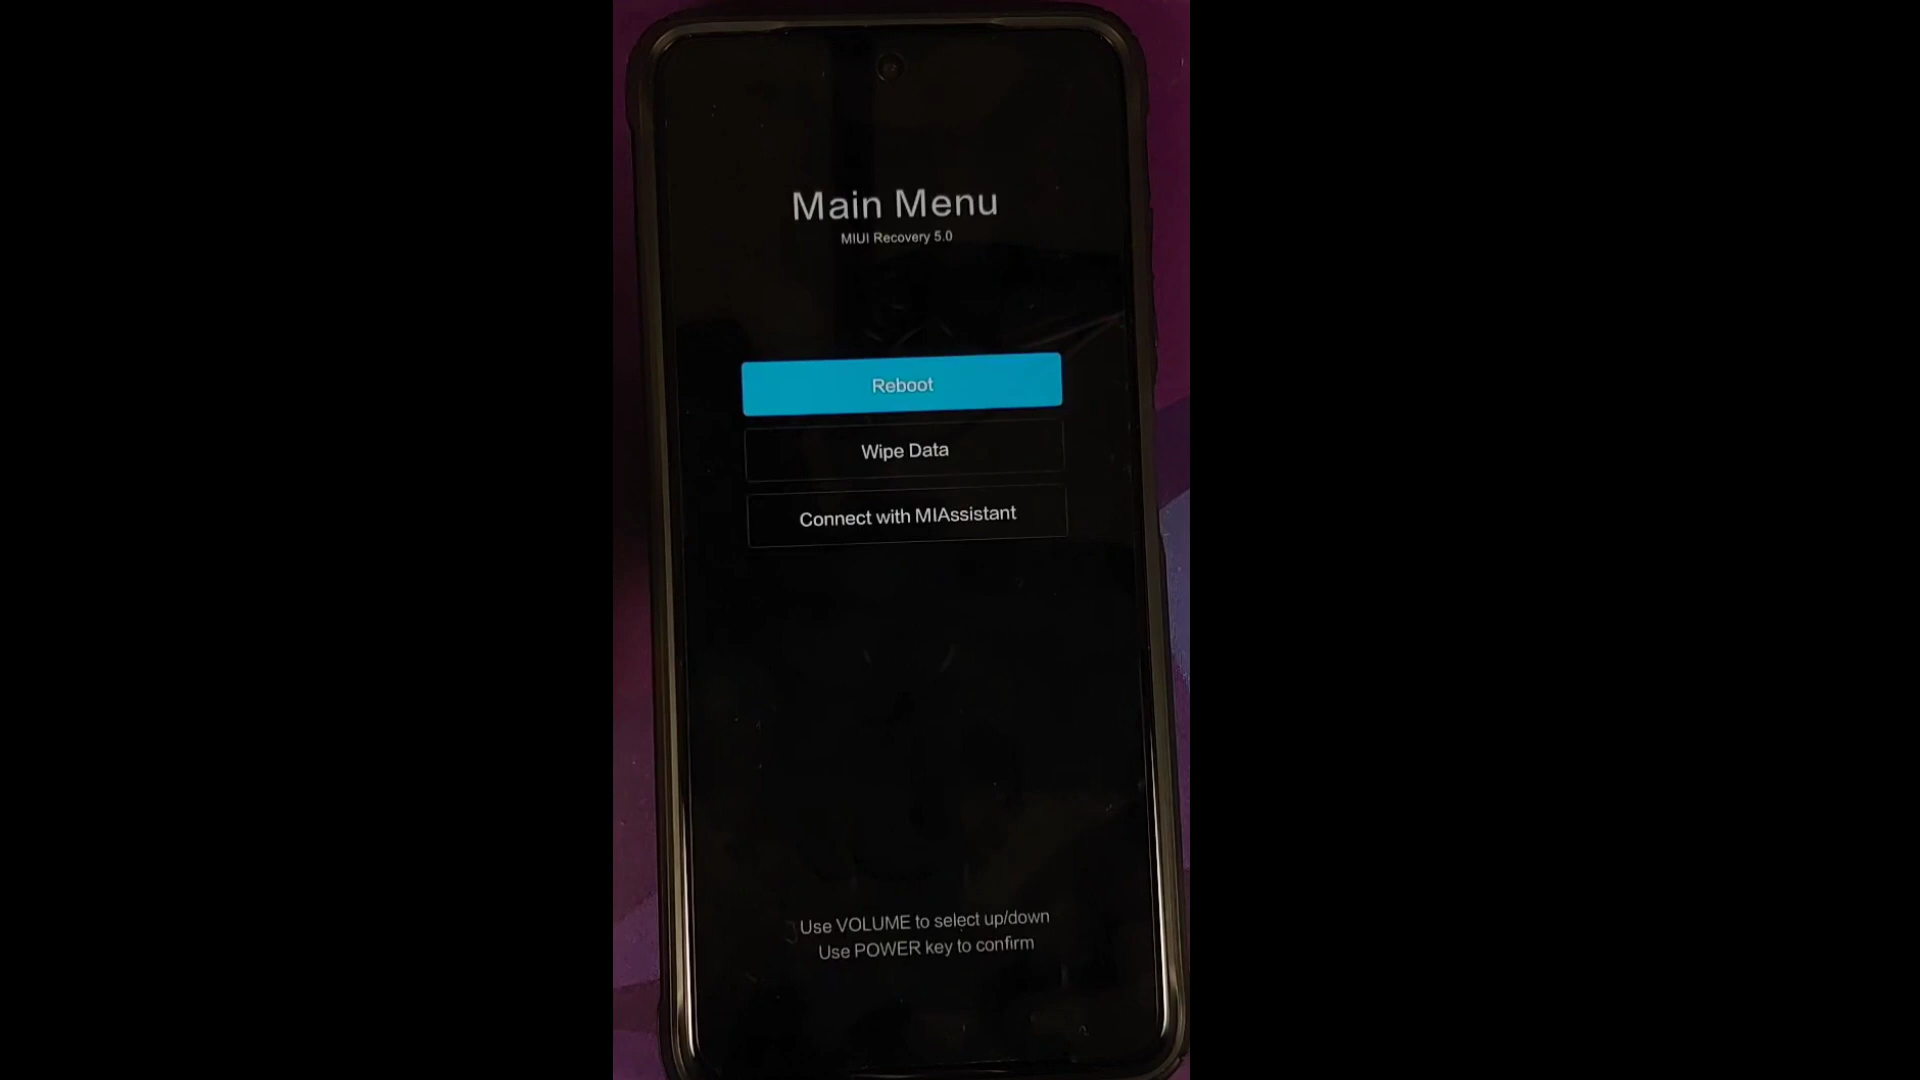 Main Menu
MIUI Recovery 5.0
Reboot
Wipe Data
Connect with MIAssistant
Use VOLUME to select up/down
Use POWER key to confirm